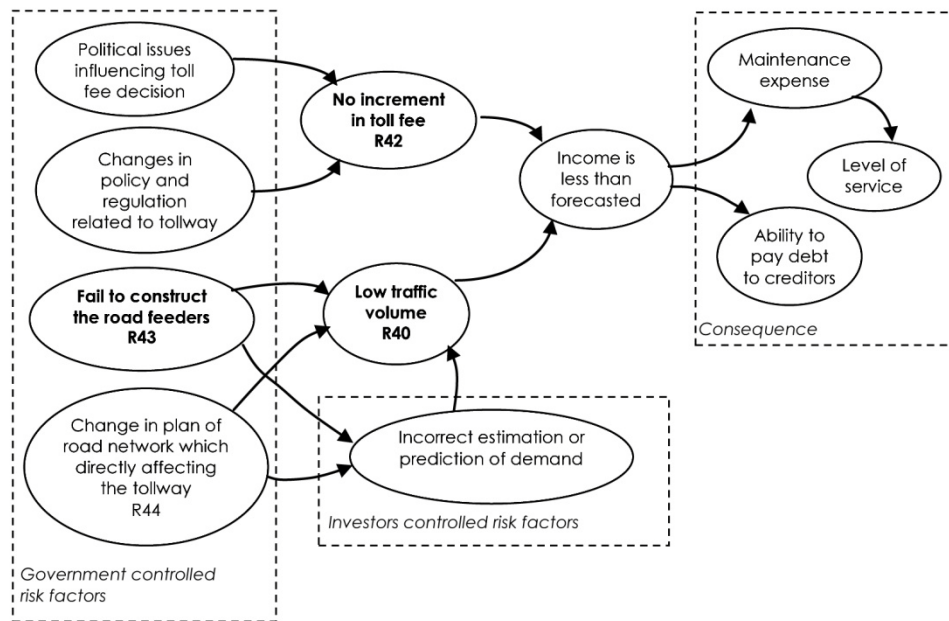 Political issues
influencing toll
fee decision
Changes in
policy and
regulation
related to tollway
Fail to construct
the road feeders
R43
Change in plan of
road network which
directly affecting
the tollway
R44
Government controlled
risk factors
No increment
in toll fee
R42
Low traffic
volume
R40
Incorrect estimation or
prediction of demand
Investors controlled risk factors
Income is
less than
forecasted
Maintenance
expense
Level of
service
Ability to
pay debt
to creditors
Consequence